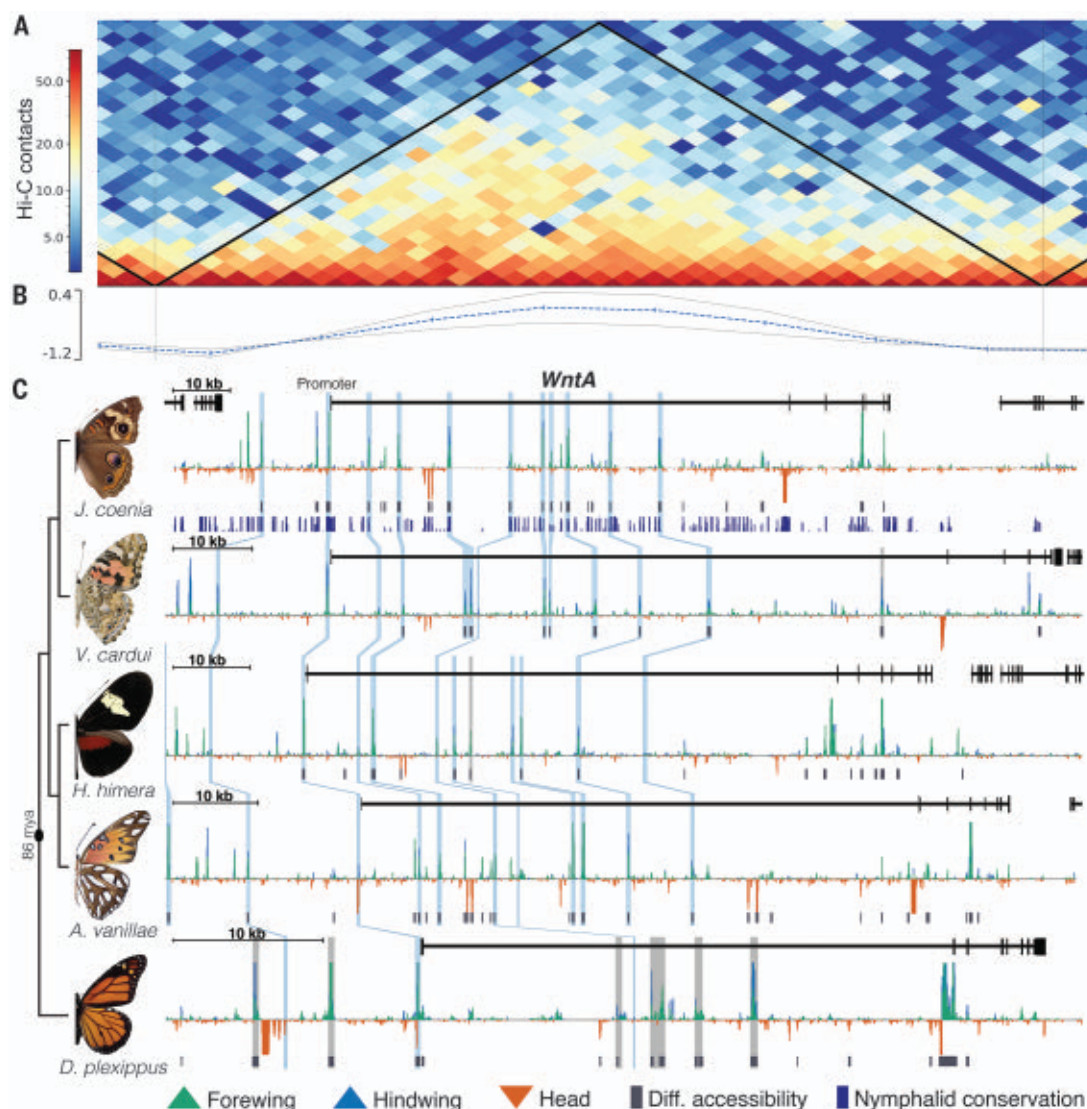 A
Hi-C contacts
50.0
20.0
10.0
5.0
B
0.4
-1.2
C
10 kb
Promoter
WntA
J. coenia
10 kb
V. cardui
10 kb
H. himera
10 kb
A. vanillae
86 mya
10 kb
D. plexippus
Forewing
Hindwing
Head
Diff. accessibility
Nymphalid conservation